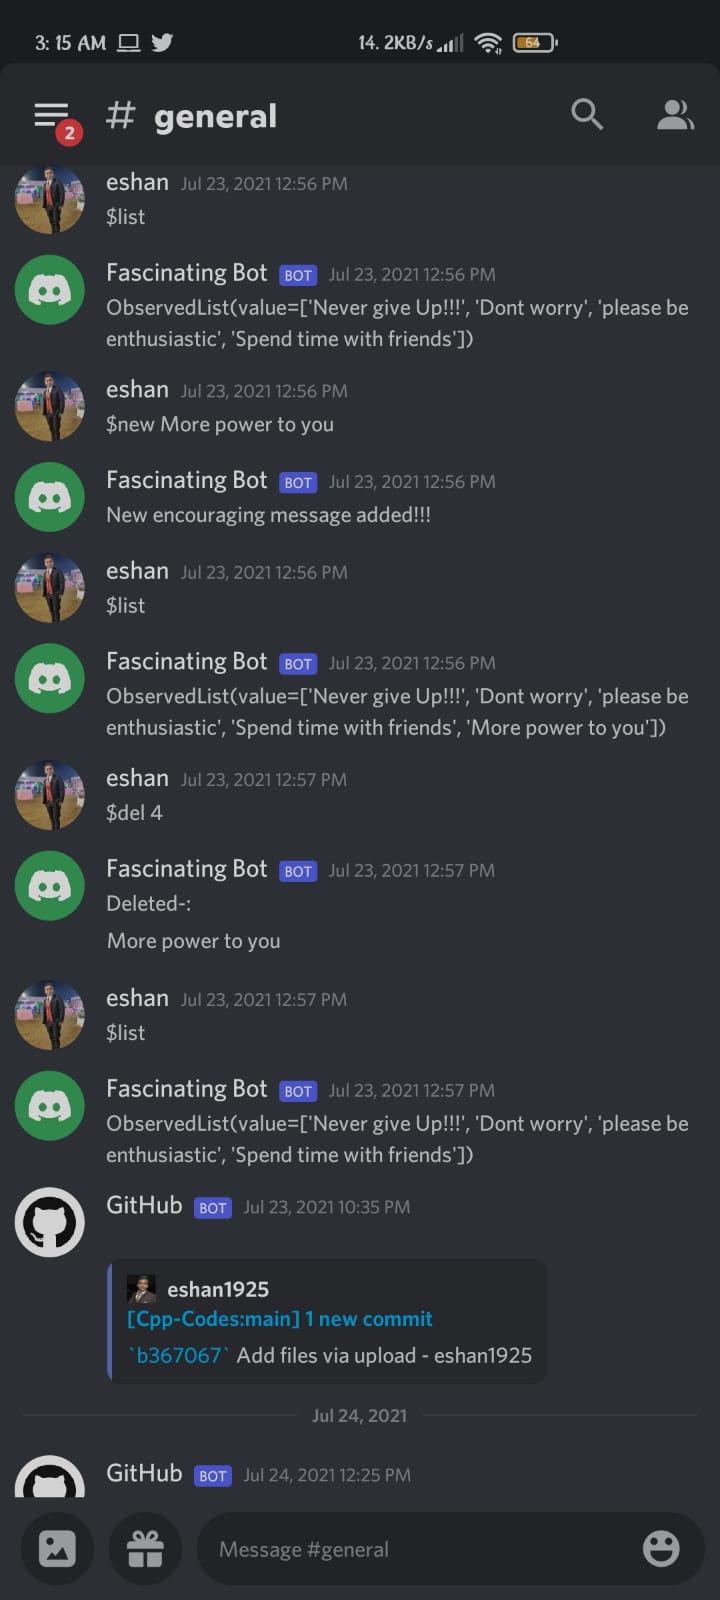 3: 15 AM 14. 2KB/s 64
2
# general
eshan Jul 23, 2021 12:56 PM
$list
Fascinating Bot BOT Jul 23, 2021 12:56 PM
ObservedList(value=['Never give Up!!!', 'Dont worry', 'please be
enthusiastic', 'Spend time with friends'])
eshan Jul 23, 2021 12:56 PM
$new More power to you
Fascinating Bot BOT Jul 23, 2021 12:56 PM
New encouraging message added!!!
eshan Jul 23, 2021 12:56 PM
$list
Fascinating Bot BOT Jul 23, 2021 12:56 PM
ObservedList(value=['Never give Up!!!', 'Dont worry', 'please be
enthusiastic', 'Spend time with friends', 'More power to you'])
eshan Jul 23, 2021 12:57 PM
$del 4
Fascinating Bot BOT Jul 23, 2021 12:57 PM
Deleted-:
More power to you
eshan Jul 23, 2021 12:57 PM
$list
Fascinating Bot BOT Jul 23, 2021 12:57 PM
ObservedList(value=['Never give Up!!!', 'Dont worry', 'please be
enthusiastic', 'Spend time with friends'])
GitHub BOT Jul 23, 2021 10:35 PM
eshan1925
[Cpp-Codes:main] 1 new commit
`b367067` Add files via upload - eshan1925
Jul 24, 2021
GitHub BOT Jul 24, 2021 12:25 PM
Message #general